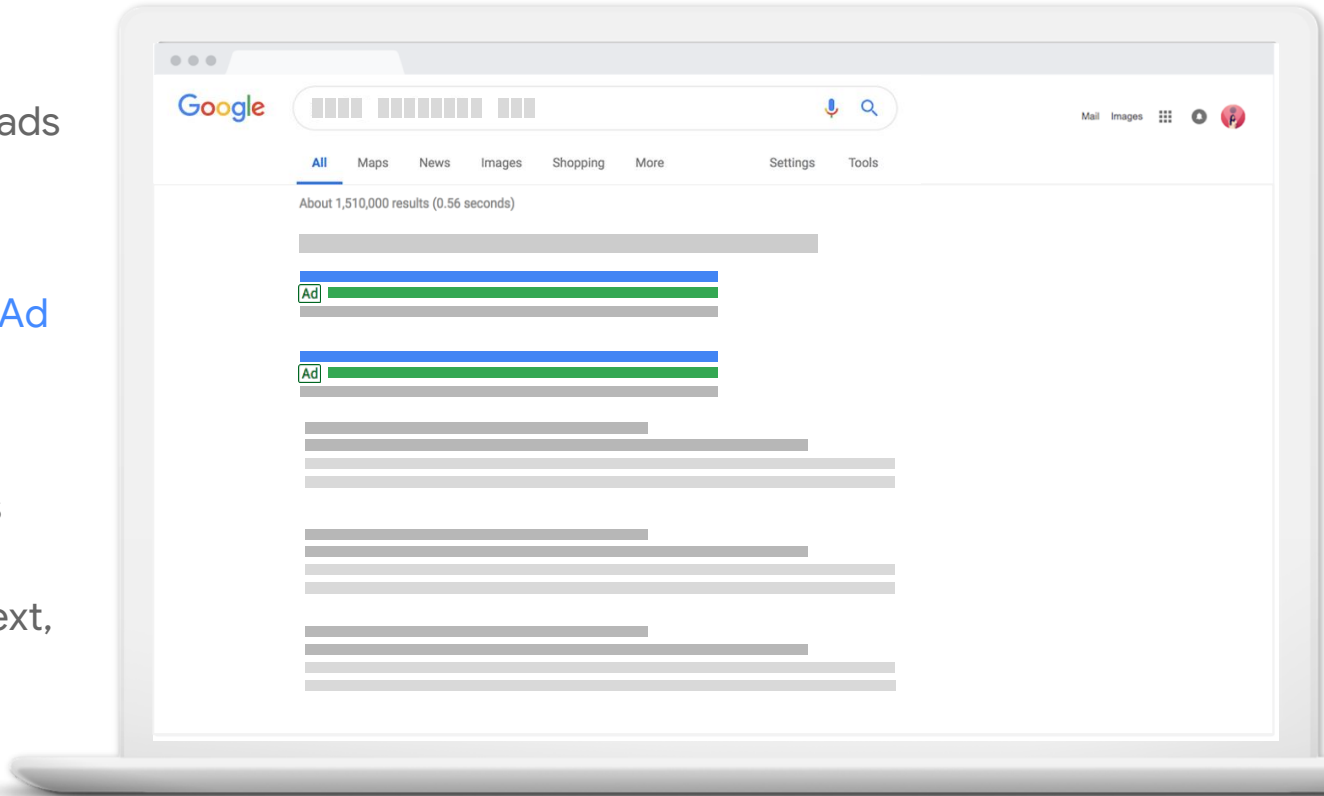 ads
Ad
ext,
Google
Mail Images
All Maps News Images Shopping More Settings Tools
About 1,510,000 results (0.56 seconds)
Ad
Ad